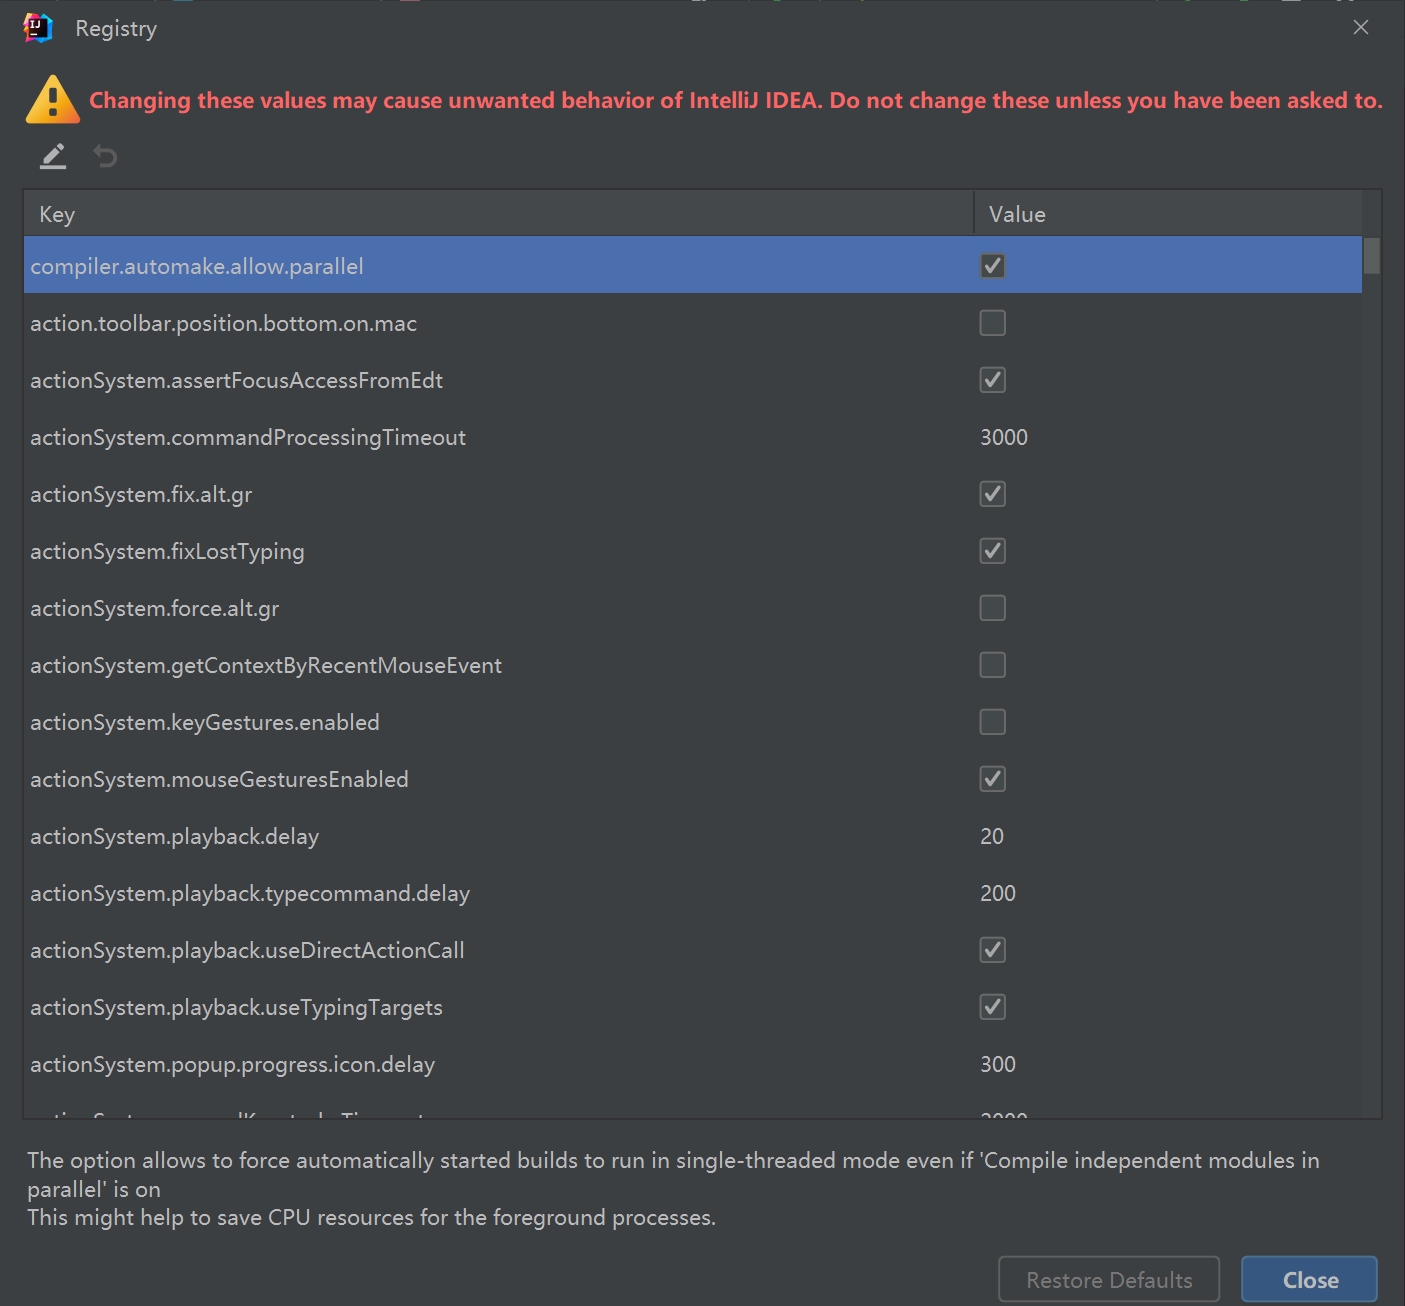 IJ
Registry
Changing these values may cause unwanted behavior of IntelliJ IDEA. Do not change these unless you have been asked to.
Key Value
compiler.automake.allow.parallel
action.toolbar.position.bottom.on.mac
actionSystem.assertFocusAccessFromEdt
actionSystem.commandProcessingTimeout 3000
actionSystem.fix.alt.gr
actionSystem.fixLostTyping
actionSystem.force.alt.gr
actionSystem.getContextByRecentMouseEvent
actionSystem.keyGestures.enabled
actionSystem.mouseGesturesEnabled
actionSystem.playback.delay 20
actionSystem.playback.typecommand.delay 200
actionSystem.playback.useDirectActionCall
actionSystem.playback.useTypingTargets
actionSystem.popup.progress.icon.delay 300
The option allows to force automatically started builds to run in single-threaded mode even if 'Compile independent modules in
parallel' is on
This might help to save CPU resources for the foreground processes.
Restore Defaults Close